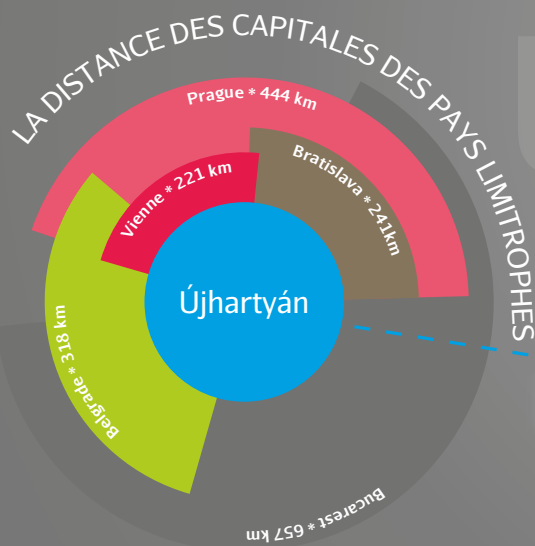 LA DISTANCE DES CAPITALES DES PAYS LIMITROPHES
Prague * 444 km
Vienne * 221 km
Bratislava * 241km
Újhartyán
Belgrade * 318 km
Bucarest * 657 km